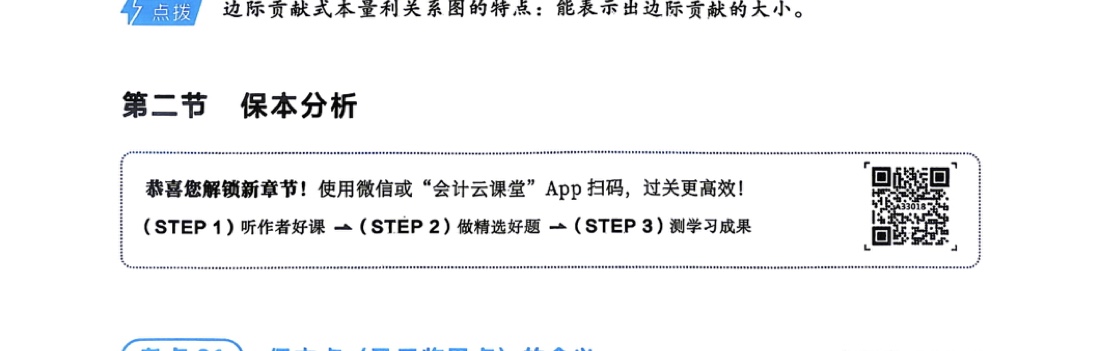 点拨 边际贡献式本量利关系图的特点：能表示出边际贡献的大小。
第二节 保本分析
恭喜您解锁新章节！使用微信或“会计云课堂”App 扫码，过关更高效！
（STEP 1）听作者好课 ⇀（STEP 2）做精选好题 ⇀（STEP 3）测学习成果
A33018